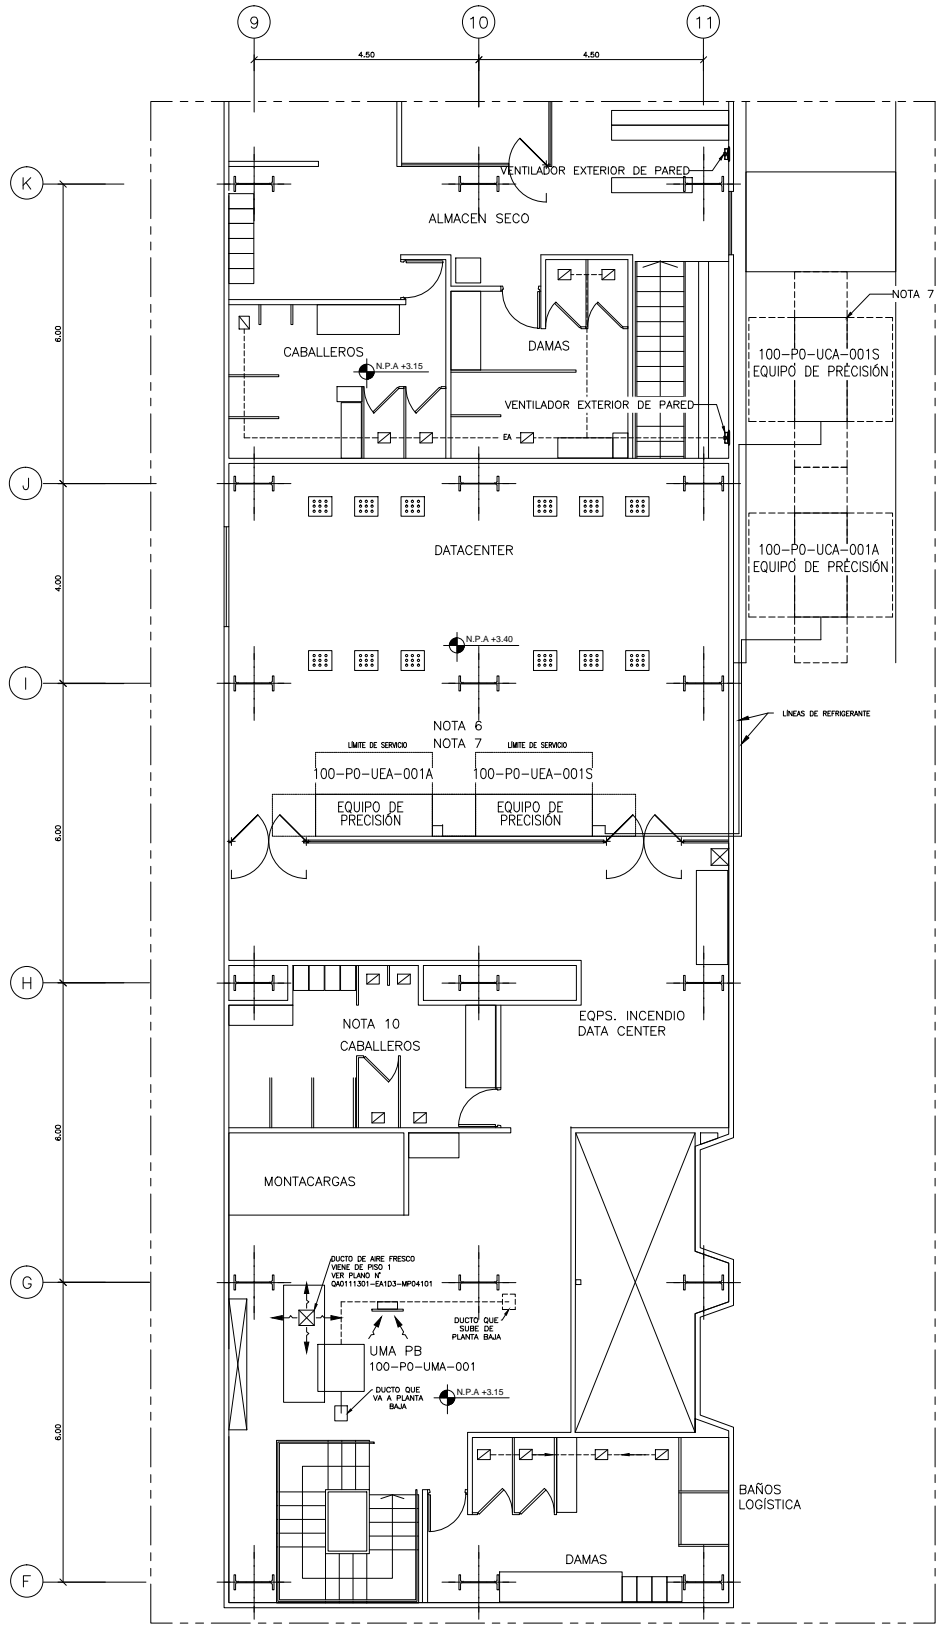 9
10
11
4.50
4.50
K
VENTILADOR EXTERIOR DE PARED
ALMACEN SECO
NOTA 7
6.00
CABALLEROS
DAMAS
100-P0-UCA-001S
EQUIPO DE PRECISIÓN
N.P.A +3.15
VENTILADOR EXTERIOR DE PARED
EA
J
DATACENTER
100-P0-UCA-001A
EQUIPO DE PRECISIÓN
4.00
N.P.A +3.40
I
LÍNEAS DE REFRIGERANTE
NOTA 6
NOTA 7
LÍMITE DE SERVICIO
LÍMITE DE SERVICIO
100-P0-UEA-001A
100-P0-UEA-001S
EQUIPO DE
PRECISIÓN
EQUIPO DE
PRECISIÓN
6.00
H
EQPS. INCENDIO
DATA CENTER
NOTA 10
CABALLEROS
6.00
MONTACARGAS
G
DUCTO DE AIRE FRESCO
VIENE DE PISO 1
VER PLANO N°
QA0111301-EA1D3-MP04101
DUCTO QUE
SUBE DE
PLANTA BAJA
UMA PB
100-P0-UMA-001
DUCTO QUE
VA A PLANTA
BAJA
N.P.A +3.15
6.00
BAÑOS
LOGÍSTICA
DAMAS
F